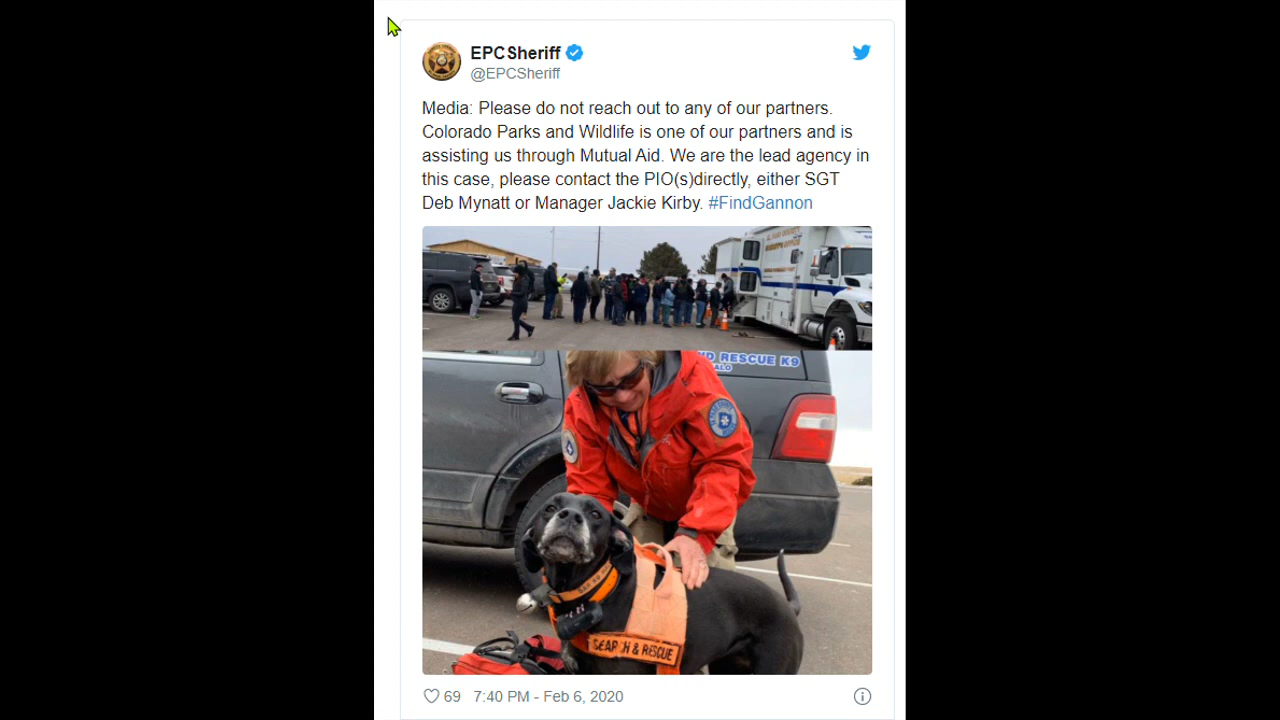 EPCSheriff
@EPCSheriff
Media: Please do not reach out to any of our partners.
Colorado Parks and Wildlife is one of our partners and is
assisting us through Mutual Aid. We are the lead agency in
this case, please contact the PIO(s)directly, either SGT
Deb Mynatt or Manager Jackie Kirby. #FindGannon
RESCUE K9
SEARCH & RESCUE
69 7:40 PM - Feb 6, 2020